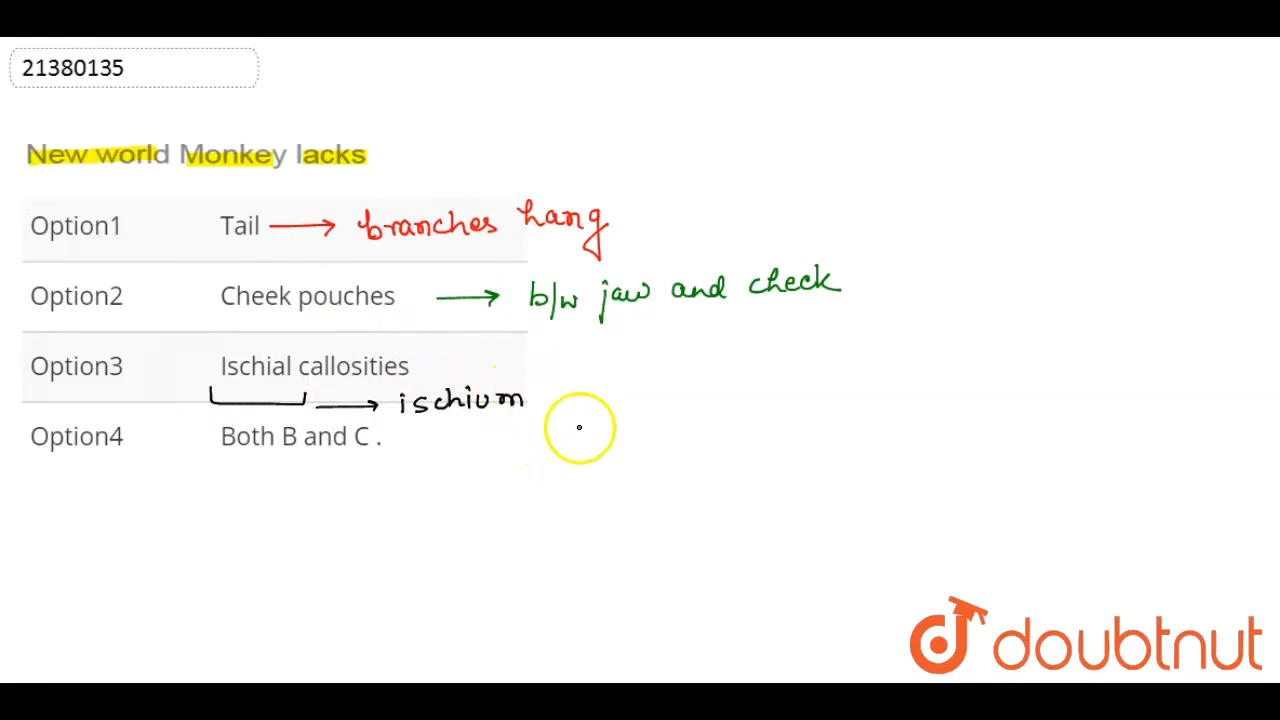 21380135
New world Monkey lacks
Option1 Tail → branches hang
Option2 Cheek pouches → b/w jaw and check
Option3 Ischial callosities
→ ischium
Option4 Both B and C .
doubtnut